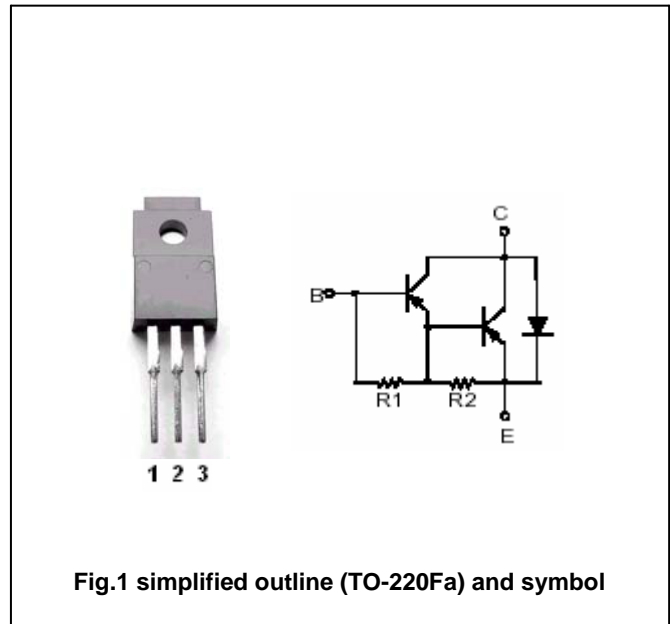 C
B
R1 R2
E
1 2 3
Fig.1 simplified outline (TO-220Fa) and symbol